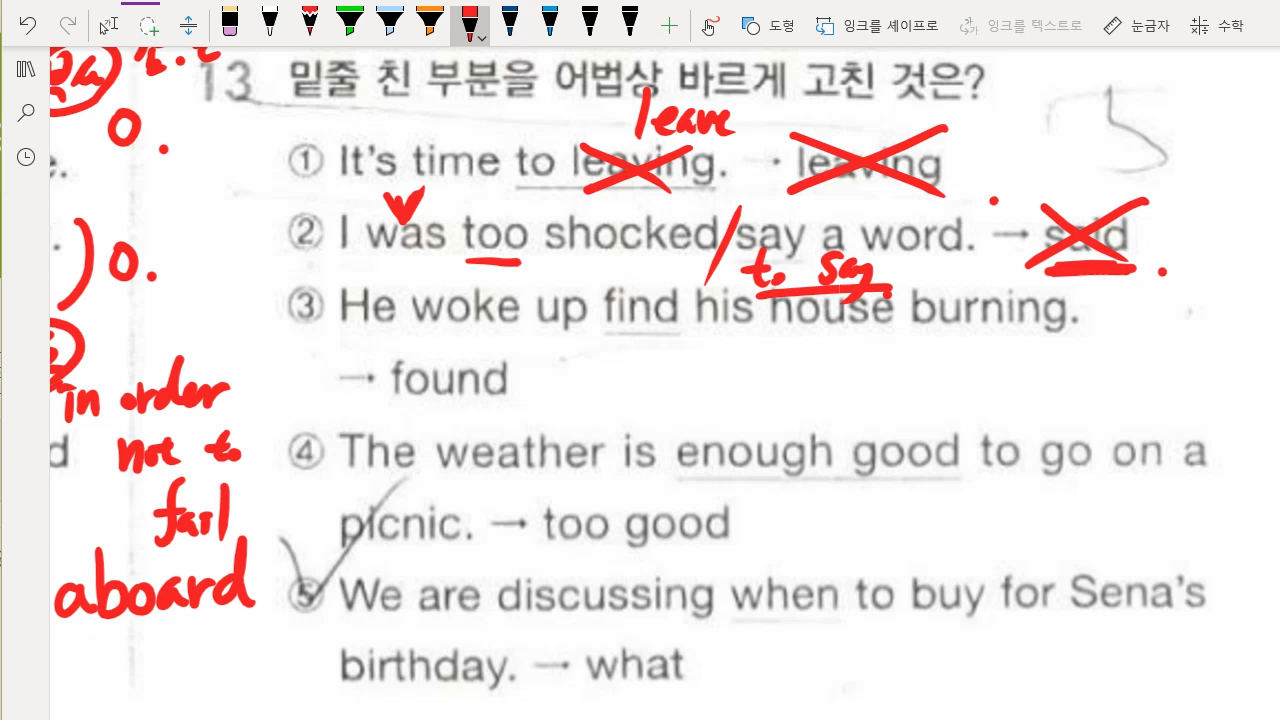 도형
잉크를 셰이프로
잉크를 텍스트로
눈금자
수학
13 밑줄 친 부분을 어법상 바르게 고친 것은?
leave
① It's time to leaving. → leaving
② I was too shocked say a word. → said
to say
③ He woke up find his house burning.
→ found
④ The weather is enough good to go on a
picnic. → too good
⑤ We are discussing when to buy for Sena's
birthday. → what
in order
not to
fail
aboard
O.
O.
e.
d
5